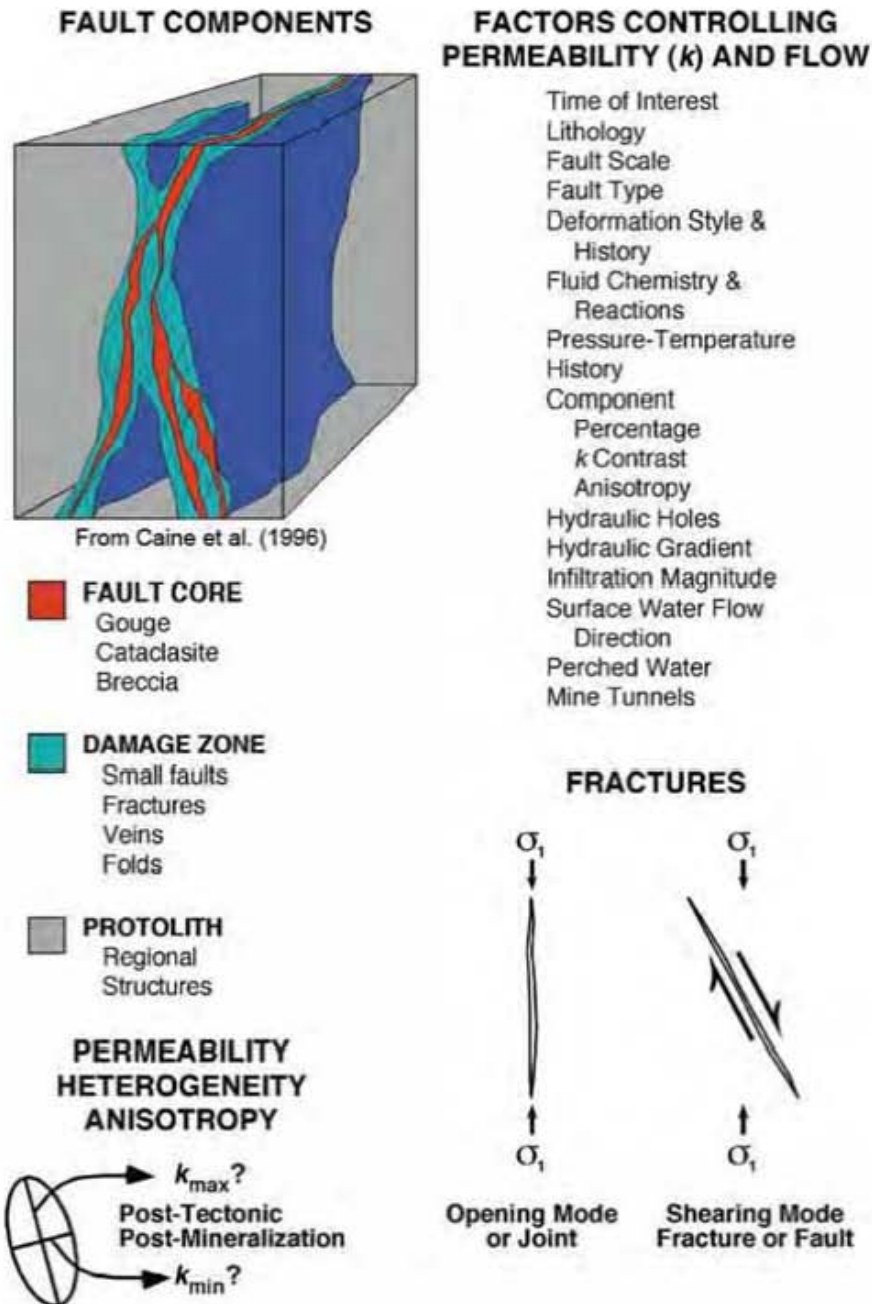 FAULT COMPONENTS
From Caine et al. (1996)
FAULT CORE
Gouge
Cataclasite
Breccia
DAMAGE ZONE
Small faults
Fractures
Veins
Folds
PROTOLITH
Regional
Structures
PERMEABILITY
HETEROGENEITY
ANISOTROPY
kmax?
Post-Tectonic
Post-Mineralization
kmin?
FACTORS CONTROLLING
PERMEABILITY (k) AND FLOW
Time of Interest
Lithology
Fault Scale
Fault Type
Deformation Style &
History
Fluid Chemistry &
Reactions
Pressure-Temperature
History
Component
Percentage
k Contrast
Anisotropy
Hydraulic Holes
Hydraulic Gradient
Infiltration Magnitude
Surface Water Flow
Direction
Perched Water
Mine Tunnels
FRACTURES
σ1 σ1
σ1 σ1
Opening Mode
or Joint
Shearing Mode
Fracture or Fault